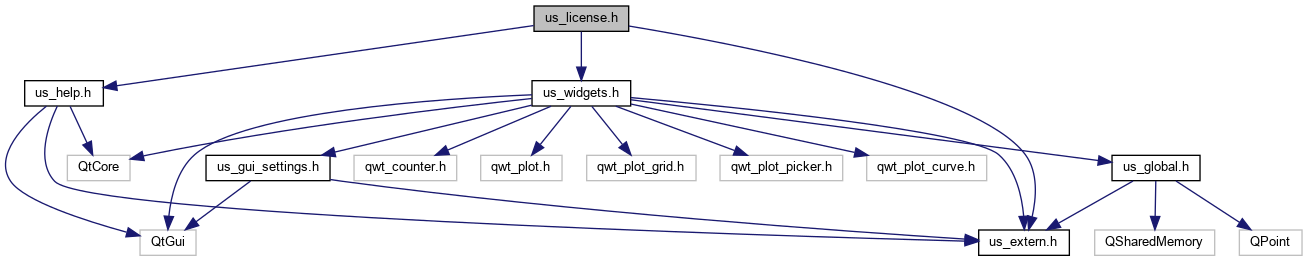 us_license.h
us_help.h
us_widgets.h
QtCore
us_gui_settings.h
qwt_counter.h
qwt_plot.h
qwt_plot_grid.h
qwt_plot_picker.h
qwt_plot_curve.h
us_global.h
QtGui
us_extern.h
QSharedMemory
QPoint